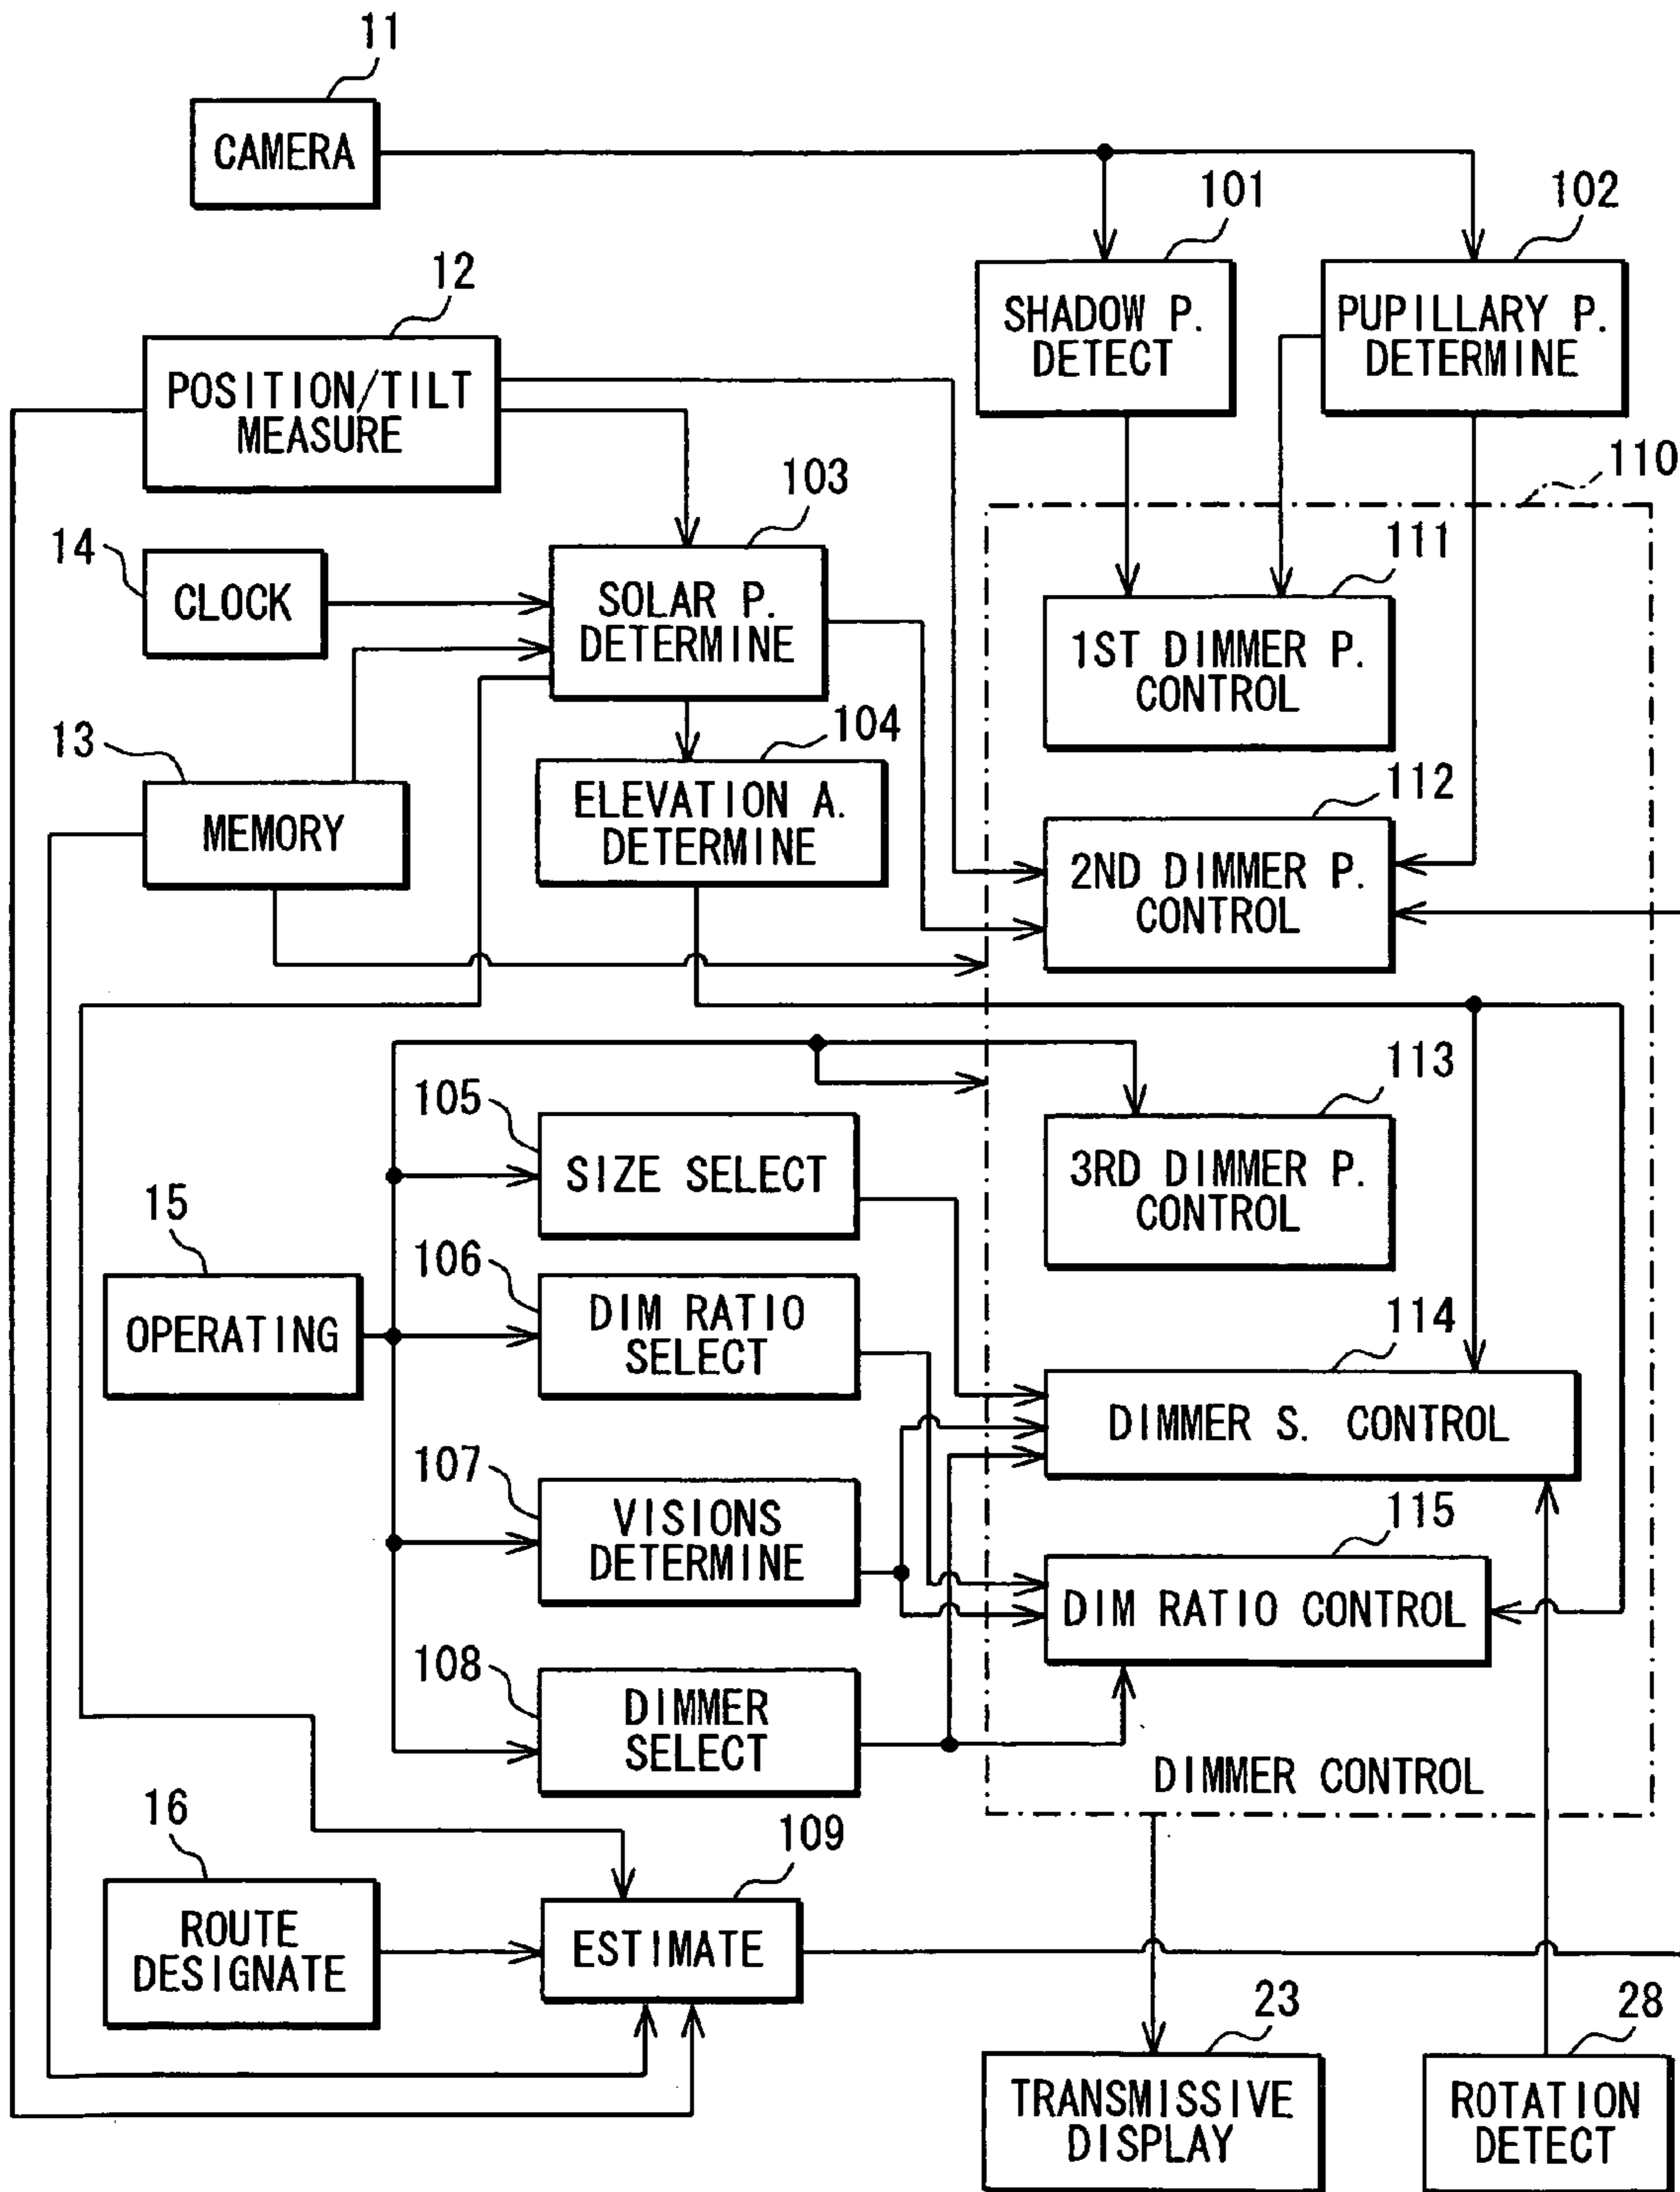 11
CAMERA
101
102
12
SHADOW P.
DETECT
PUPILLARY P.
DETERMINE
POSITION/TILT
MEASURE
110
103
14
CLOCK
SOLAR P.
DETERMINE
111
1ST DIMMER P.
CONTROL
13
104
MEMORY
ELEVATION A.
DETERMINE
112
2ND DIMMER P.
CONTROL
105
SIZE SELECT
113
3RD DIMMER P.
CONTROL
15
OPERATING
106
DIM RATIO
SELECT
114
DIMMER S. CONTROL
107
VISIONS
DETERMINE
115
DIM RATIO CONTROL
108
DIMMER
SELECT
DIMMER CONTROL
16
ROUTE
DESIGNATE
109
ESTIMATE
23
TRANSMISSIVE
DISPLAY
28
ROTATION
DETECT